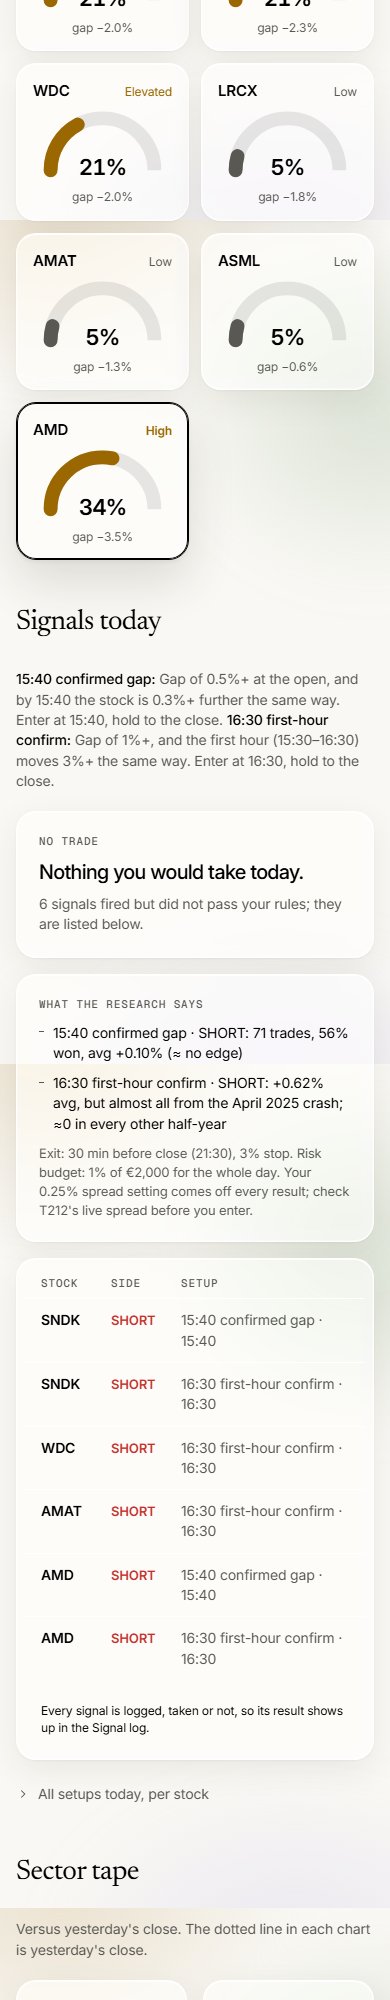 21% 21%
gap −2.0% gap −2.3%
WDC Elevated LRCX Low
21% 5%
gap −2.0% gap −1.8%
AMAT Low ASML Low
5% 5%
gap −1.3% gap −0.6%
AMD High
34%
gap −3.5%
Signals today
15:40 confirmed gap: Gap of 0.5%+ at the open, and
by 15:40 the stock is 0.3%+ further the same way.
Enter at 15:40, hold to the close. 16:30 first-hour
confirm: Gap of 1%+, and the first hour (15:30–16:30)
moves 3%+ the same way. Enter at 16:30, hold to the
close.
NO TRADE
Nothing you would take today.
6 signals fired but did not pass your rules; they
are listed below.
WHAT THE RESEARCH SAYS
– 15:40 confirmed gap · SHORT: 71 trades, 56%
won, avg +0.10% (≈ no edge)
– 16:30 first-hour confirm · SHORT: +0.62%
avg, but almost all from the April 2025 crash;
≈0 in every other half-year
Exit: 30 min before close (21:30), 3% stop. Risk
budget: 1% of €2,000 for the whole day. Your
0.25% spread setting comes off every result; check
T212's live spread before you enter.
STOCK SIDE SETUP
SNDK SHORT 15:40 confirmed gap ·
15:40
SNDK SHORT 16:30 first-hour confirm ·
16:30
WDC SHORT 16:30 first-hour confirm ·
16:30
AMAT SHORT 16:30 first-hour confirm ·
16:30
AMD SHORT 15:40 confirmed gap ·
15:40
AMD SHORT 16:30 first-hour confirm ·
16:30
Every signal is logged, taken or not, so its result shows
up in the Signal log.
All setups today, per stock
Sector tape
Versus yesterday's close. The dotted line in each chart
is yesterday's close.